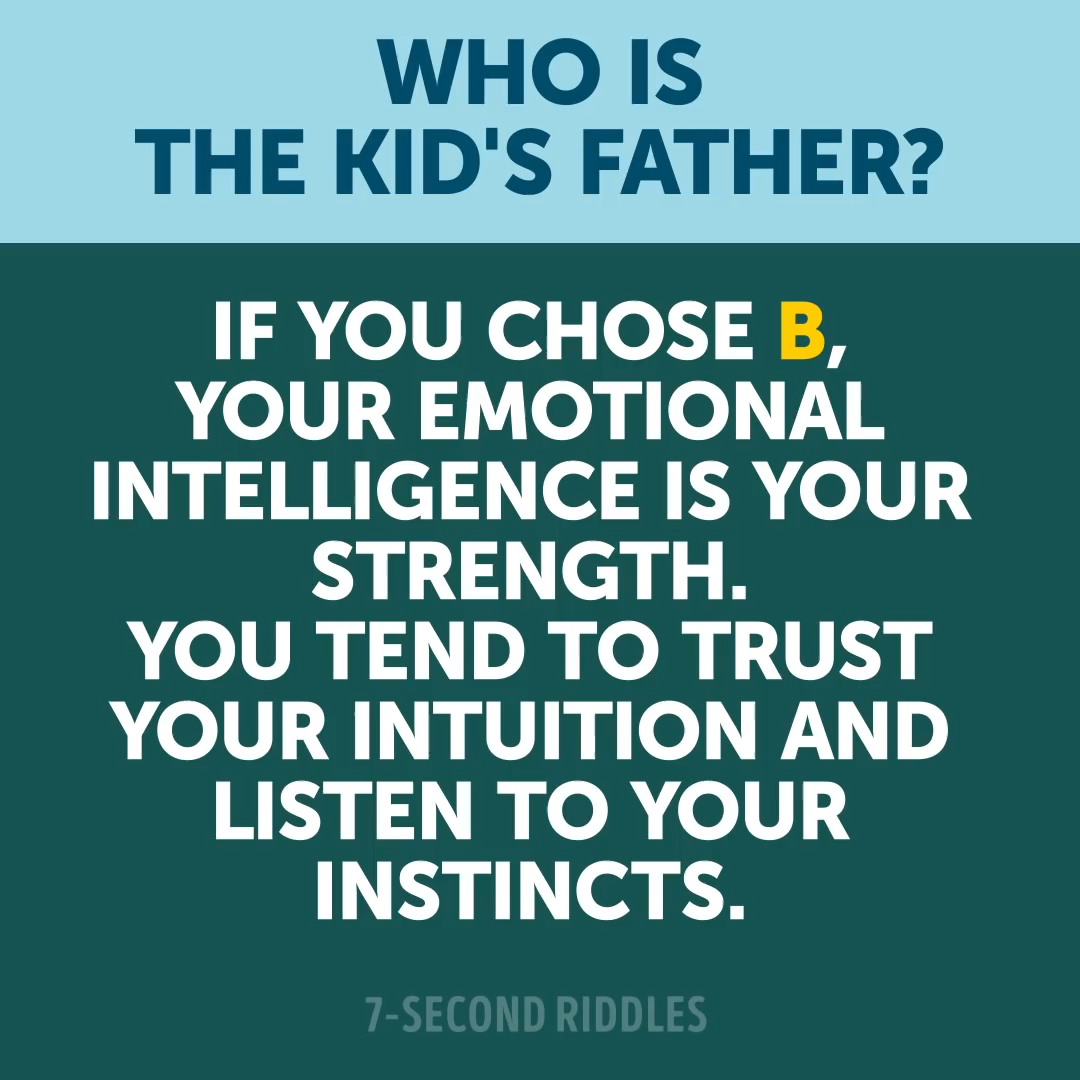 WHO IS
THE KID'S FATHER?
IF YOU CHOSE B,
YOUR EMOTIONAL
INTELLIGENCE IS YOUR
STRENGTH.
YOU TEND TO TRUST
YOUR INTUITION AND
LISTEN TO YOUR
INSTINCTS.
7-SECOND RIDDLES